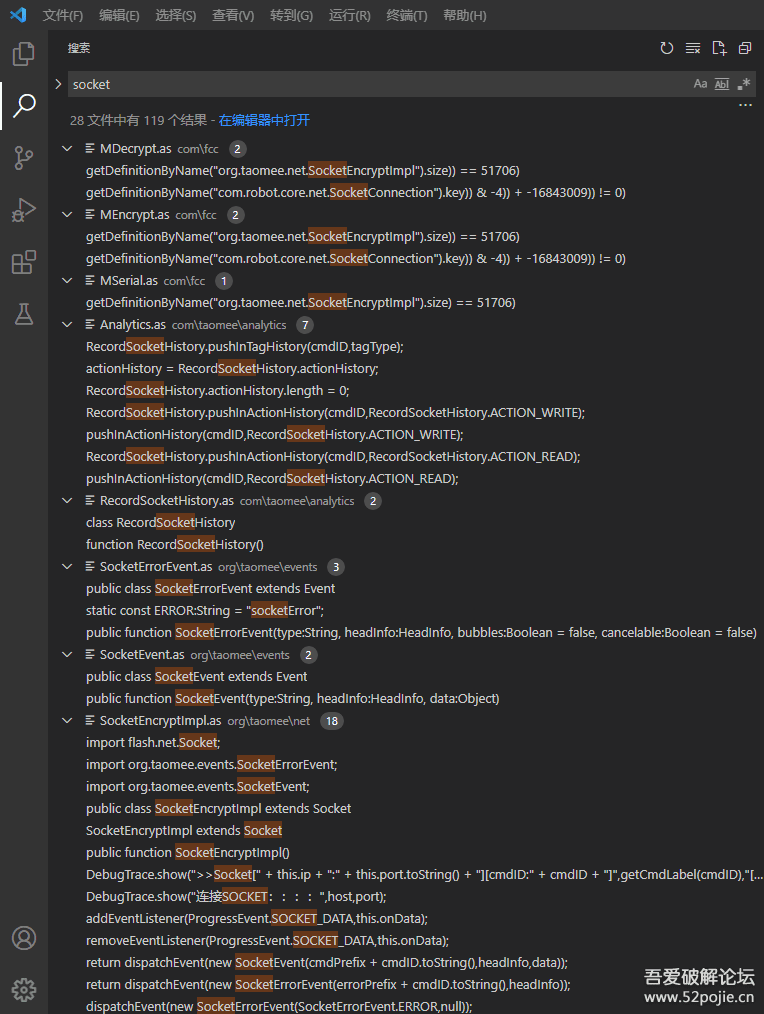 文件(F) 编辑(E) 选择(S) 查看(V) 转到(G) 运行(R) 终端(T) 帮助(H)
搜索
socket Aa Abl .*
28 文件中有 119 个结果 - 在编辑器中打开
MDecrypt.as com\fcc 2
getDefinitionByName("org.taomee.net.SocketEncryptImpl").size)) == 51706)
getDefinitionByName("com.robot.core.net.SocketConnection").key)) & -4)) + -16843009)) != 0)
MEncrypt.as com\fcc 2
getDefinitionByName("org.taomee.net.SocketEncryptImpl").size)) == 51706)
getDefinitionByName("com.robot.core.net.SocketConnection").key)) & -4)) + -16843009)) != 0)
MSerial.as com\fcc 1
getDefinitionByName("org.taomee.net.SocketEncryptImpl").size) == 51706)
Analytics.as com\taomee\analytics 7
RecordSocketHistory.pushInTagHistory(cmdID,tagType);
actionHistory = RecordSocketHistory.actionHistory;
RecordSocketHistory.actionHistory.length = 0;
RecordSocketHistory.pushInActionHistory(cmdID,RecordSocketHistory.ACTION_WRITE);
pushInActionHistory(cmdID,RecordSocketHistory.ACTION_WRITE);
RecordSocketHistory.pushInActionHistory(cmdID,RecordSocketHistory.ACTION_READ);
pushInActionHistory(cmdID,RecordSocketHistory.ACTION_READ);
RecordSocketHistory.as com\taomee\analytics 2
class RecordSocketHistory
function RecordSocketHistory()
SocketErrorEvent.as org\taomee\events 3
public class SocketErrorEvent extends Event
static const ERROR:String = "socketError";
public function SocketErrorEvent(type:String, headInfo:HeadInfo, bubbles:Boolean = false, cancelable:Boolean = false)
SocketEvent.as org\taomee\events 2
public class SocketEvent extends Event
public function SocketEvent(type:String, headInfo:HeadInfo, data:Object)
SocketEncryptImpl.as org\taomee\net 18
import flash.net.Socket;
import org.taomee.events.SocketErrorEvent;
import org.taomee.events.SocketEvent;
public class SocketEncryptImpl extends Socket
SocketEncryptImpl extends Socket
public function SocketEncryptImpl()
DebugTrace.show(">>Socket[" + this.ip + ":" + this.port.toString() + "][cmdID:" + cmdID + "]",getCmdLabel(cmdID),"[...
DebugTrace.show("连接SOCKET：：：： ",host,port);
addEventListener(ProgressEvent.SOCKET_DATA,this.onData);
removeEventListener(ProgressEvent.SOCKET_DATA,this.onData);
return dispatchEvent(new SocketEvent(cmdPrefix + cmdID.toString(),headInfo,data));
return dispatchEvent(new SocketErrorEvent(errorPrefix + cmdID.toString(),headInfo));
dispatchEvent(new SocketErrorEvent(SocketErrorEvent.ERROR,null));
吾爱破解论坛
www.52pojie.cn